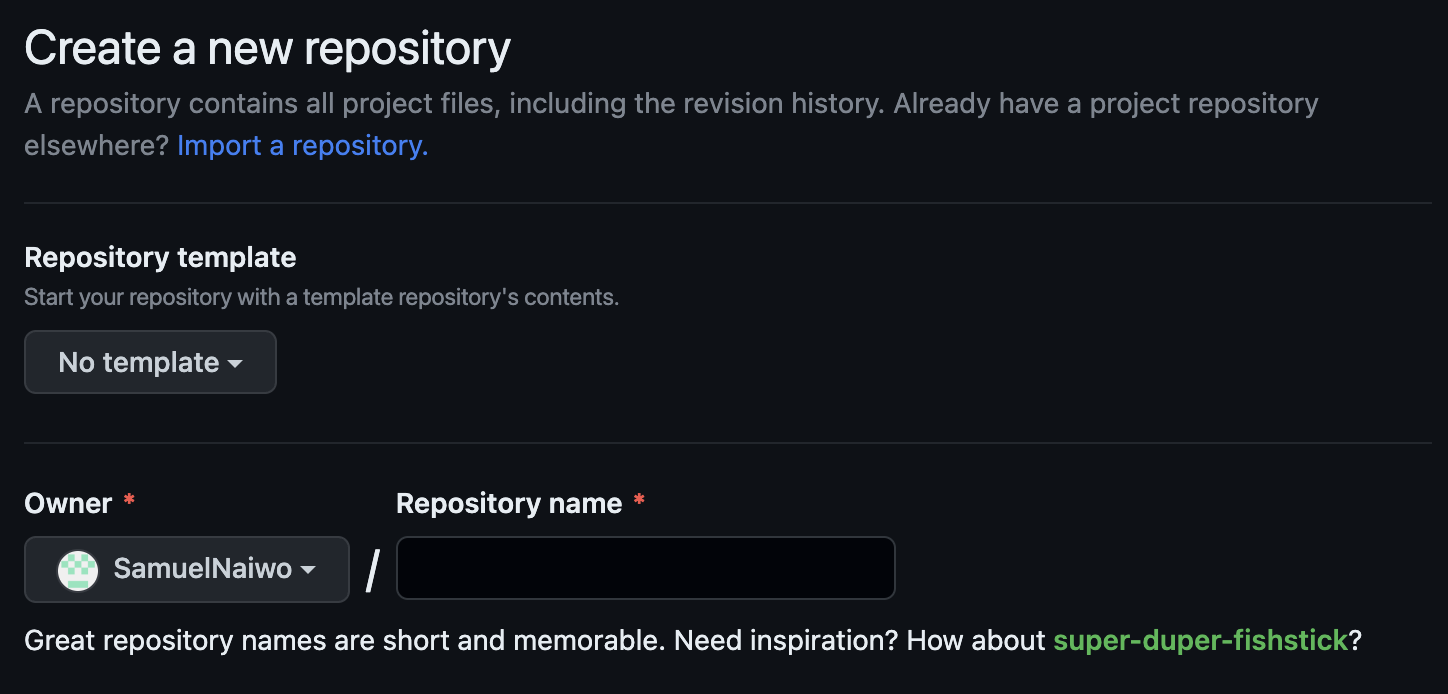 Create a new repository
A repository contains all project files, including the revision history. Already have a project repository
elsewhere? Import a repository.
Repository template
Start your repository with a template repository's contents.
No template
Owner * Repository name *
SamuelNaiwo /
Great repository names are short and memorable. Need inspiration? How about super-duper-fishstick?